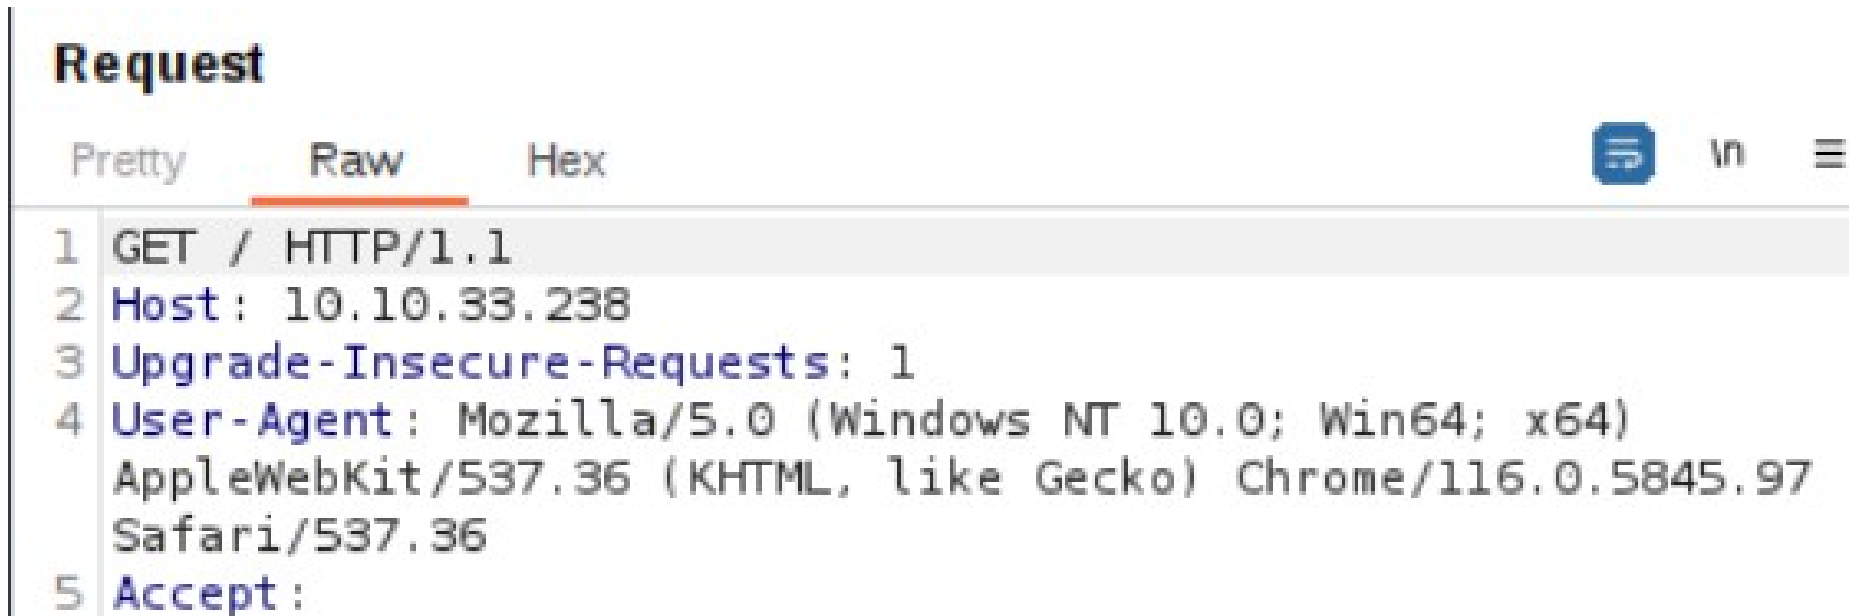 Request
Pretty Raw Hex \n
1 GET / HTTP/1.1
2 Host: 10.10.33.238
3 Upgrade-Insecure-Requests: 1
4 User-Agent: Mozilla/5.0 (Windows NT 10.0; Win64; x64)
AppleWebKit/537.36 (KHTML, like Gecko) Chrome/116.0.5845.97
Safari/537.36
5 Accept: